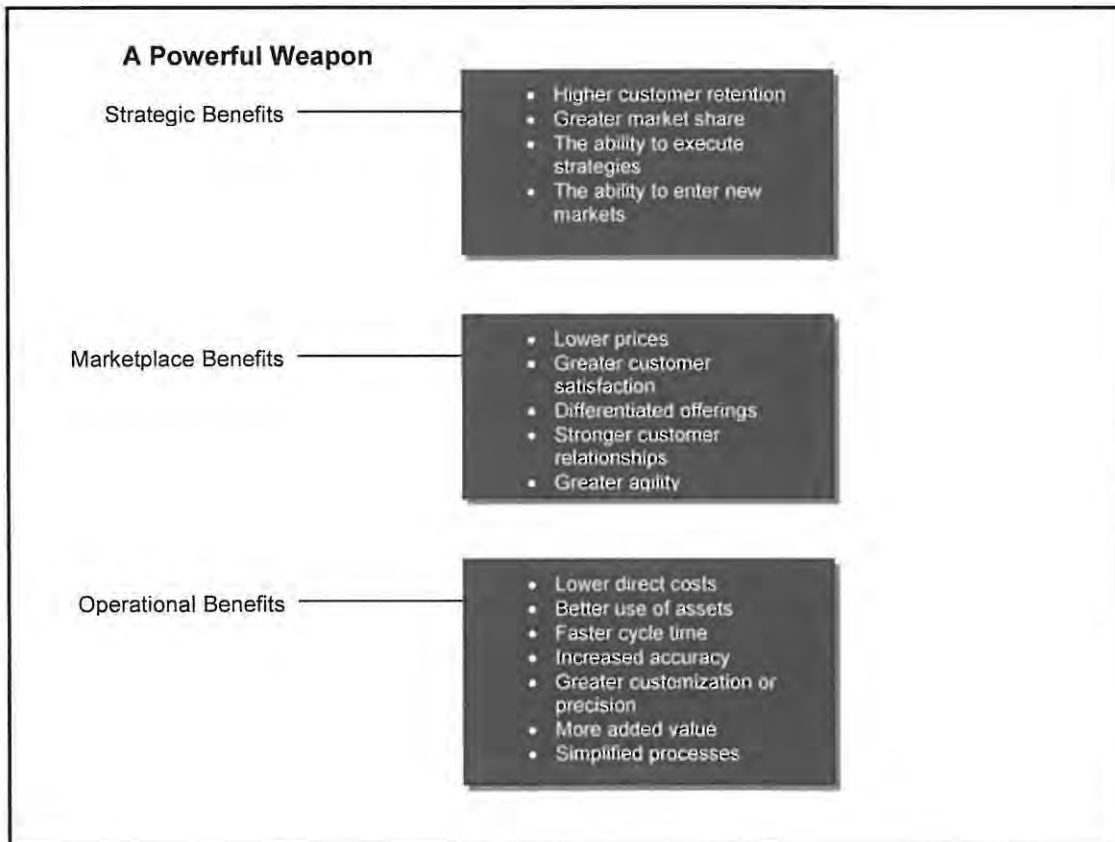 A Powerful Weapon
Strategic Benefits
• Higher customer retention
• Greater market share
• The ability to execute
strategies
• The ability to enter new
markets
Marketplace Benefits
• Lower prices
• Greater customer
satisfaction
• Differentiated offerings
• Stronger customer
relationships
• Greater agility
Operational Benefits
• Lower direct costs
• Better use of assets
• Faster cycle time
• Increased accuracy
• Greater customization or
precision
• More added value
• Simplified processes